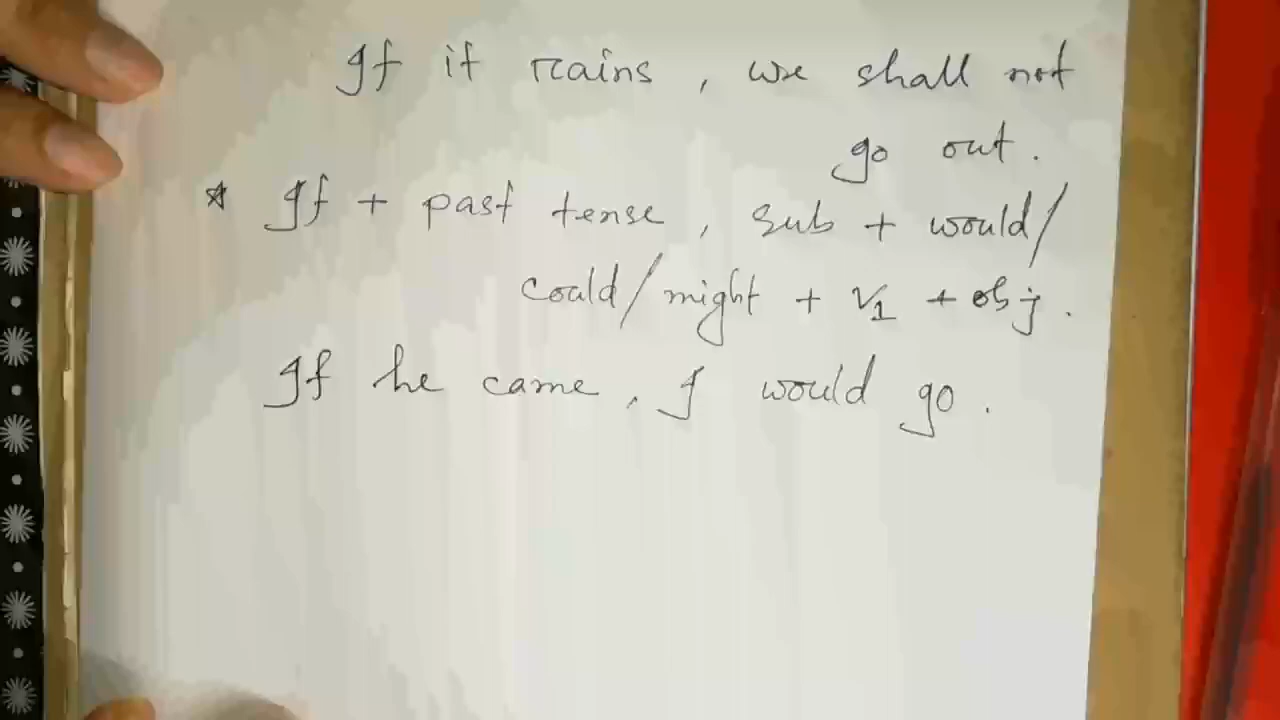 If it rains, we shall not
go out.
* If + past tense, sub + would/
could/might + V1 + obj.
If he came, I would go.